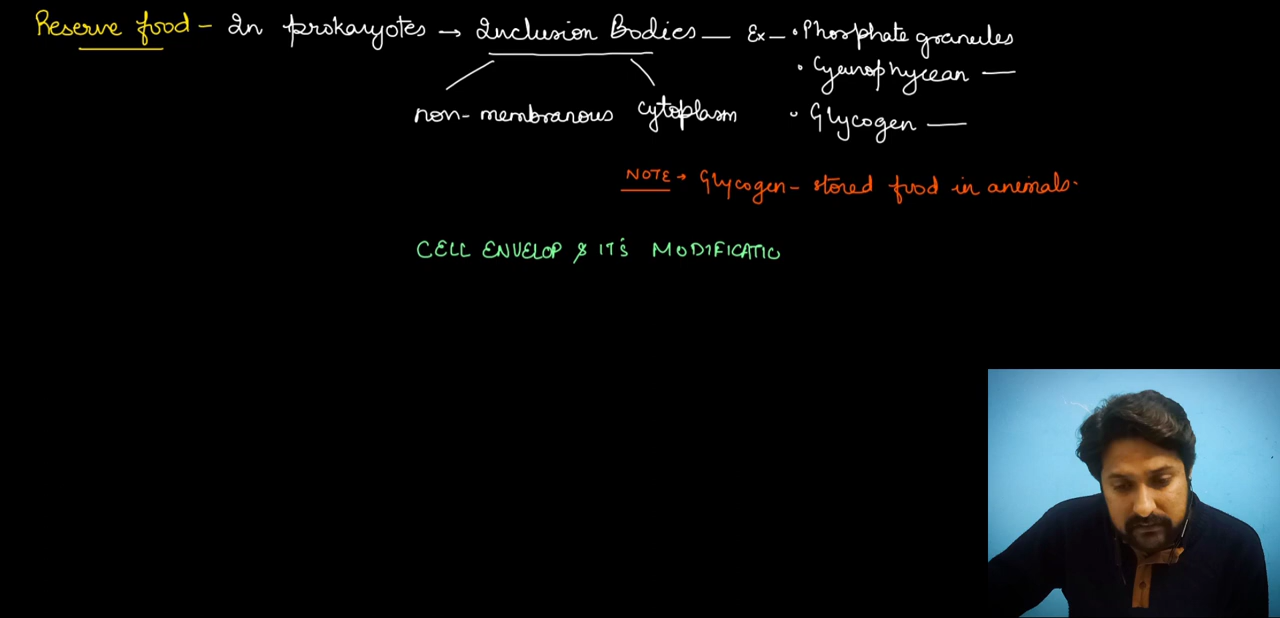 Reserve food - In prokaryotes → Inclusion Bodies — Ex - • Phosphate granules
• Cyanophycean —
non-membranous cytoplasm • Glycogen —
NOTE → Glycogen - stored food in animals.
CELL ENVELOP & IT'S MODIFICATIO